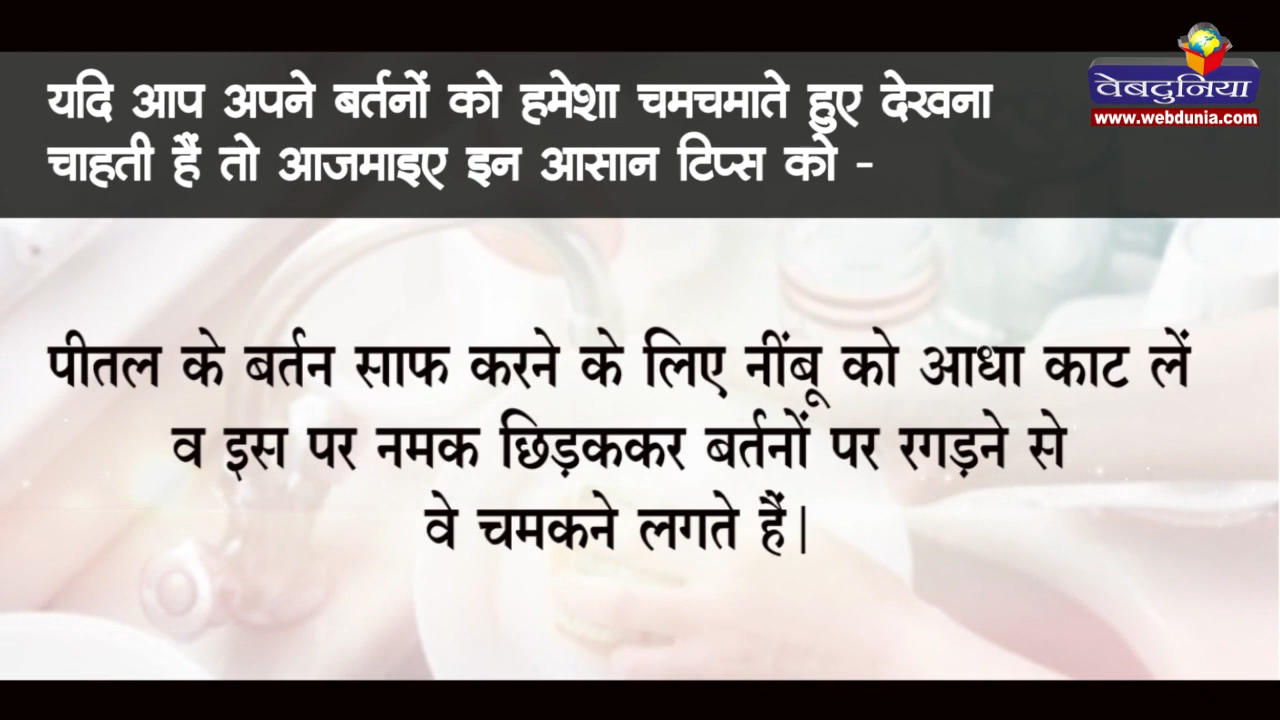 वेबदुनिया
www.webdunia.com
यदि आप अपने बर्तनों को हमेशा चमचमाते हुए देखना
चाहती हैं तो आजमाइए इन आसान टिप्स को -
पीतल के बर्तन साफ करने के लिए नींबू को आधा काट लें
व इस पर नमक छिड़ककर बर्तनों पर रगड़ने से
वे चमकने लगते हैं|